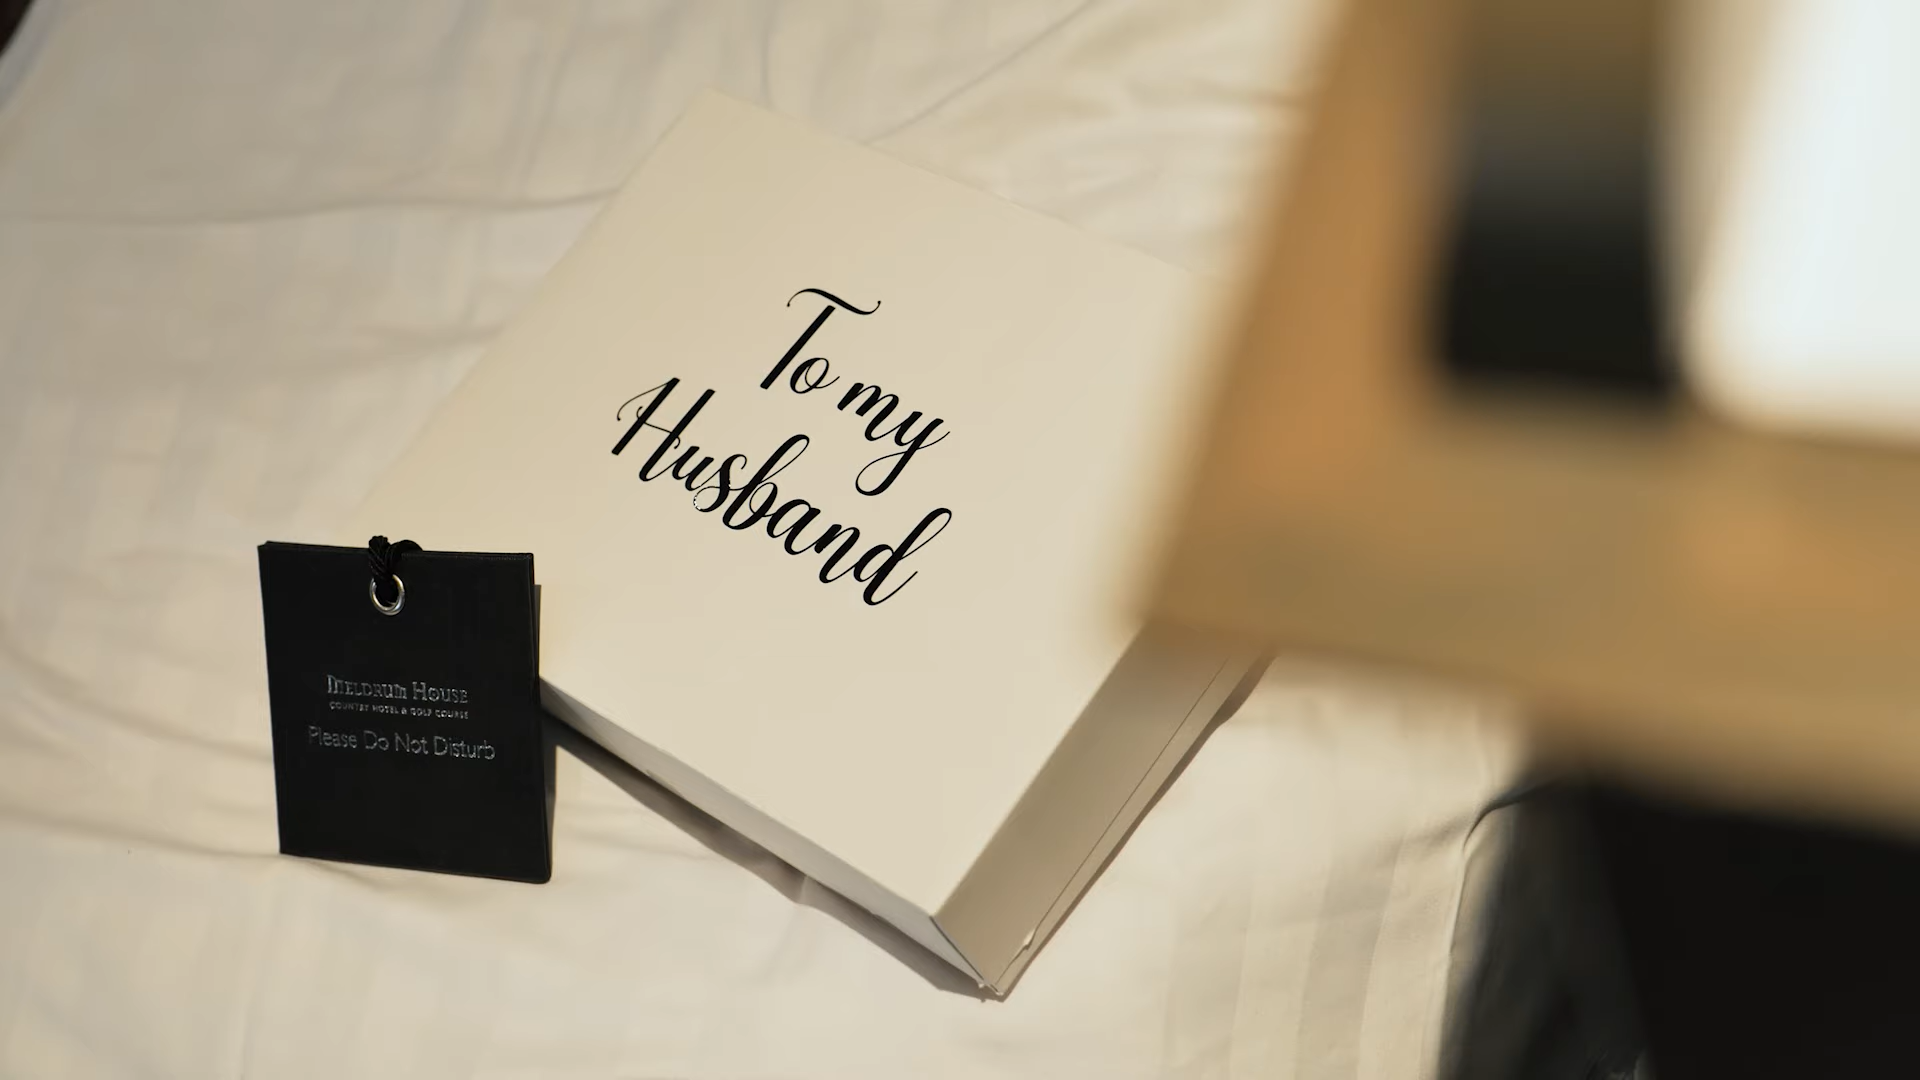 To my
Husband
MELDRUM HOUSE
COUNTRY HOTEL & GOLF COURSE
Please Do Not Disturb